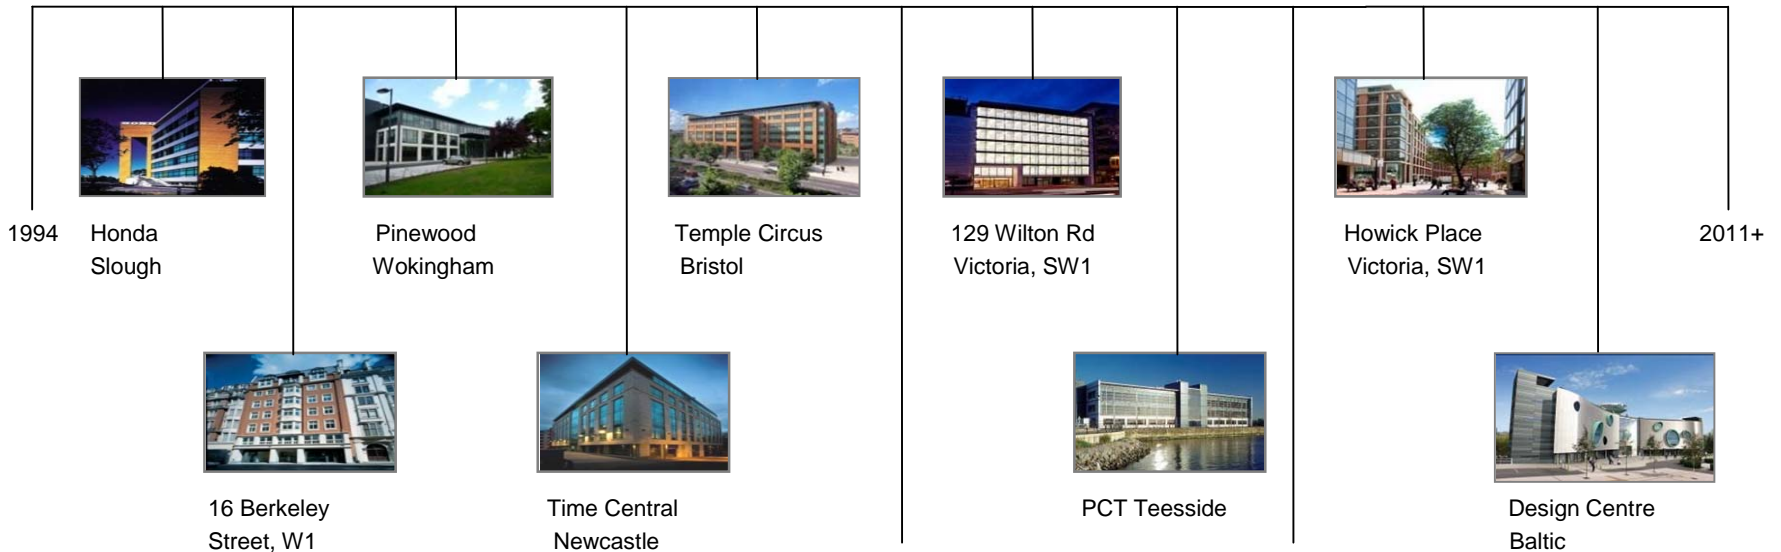 1994
Honda
Slough
Pinewood
Wokingham
Temple Circus
Bristol
129 Wilton Rd
Victoria, SW1
Howick Place
Victoria, SW1
2011+
16 Berkeley
Street, W1
Time Central
Newcastle
PCT Teesside
Design Centre
Baltic